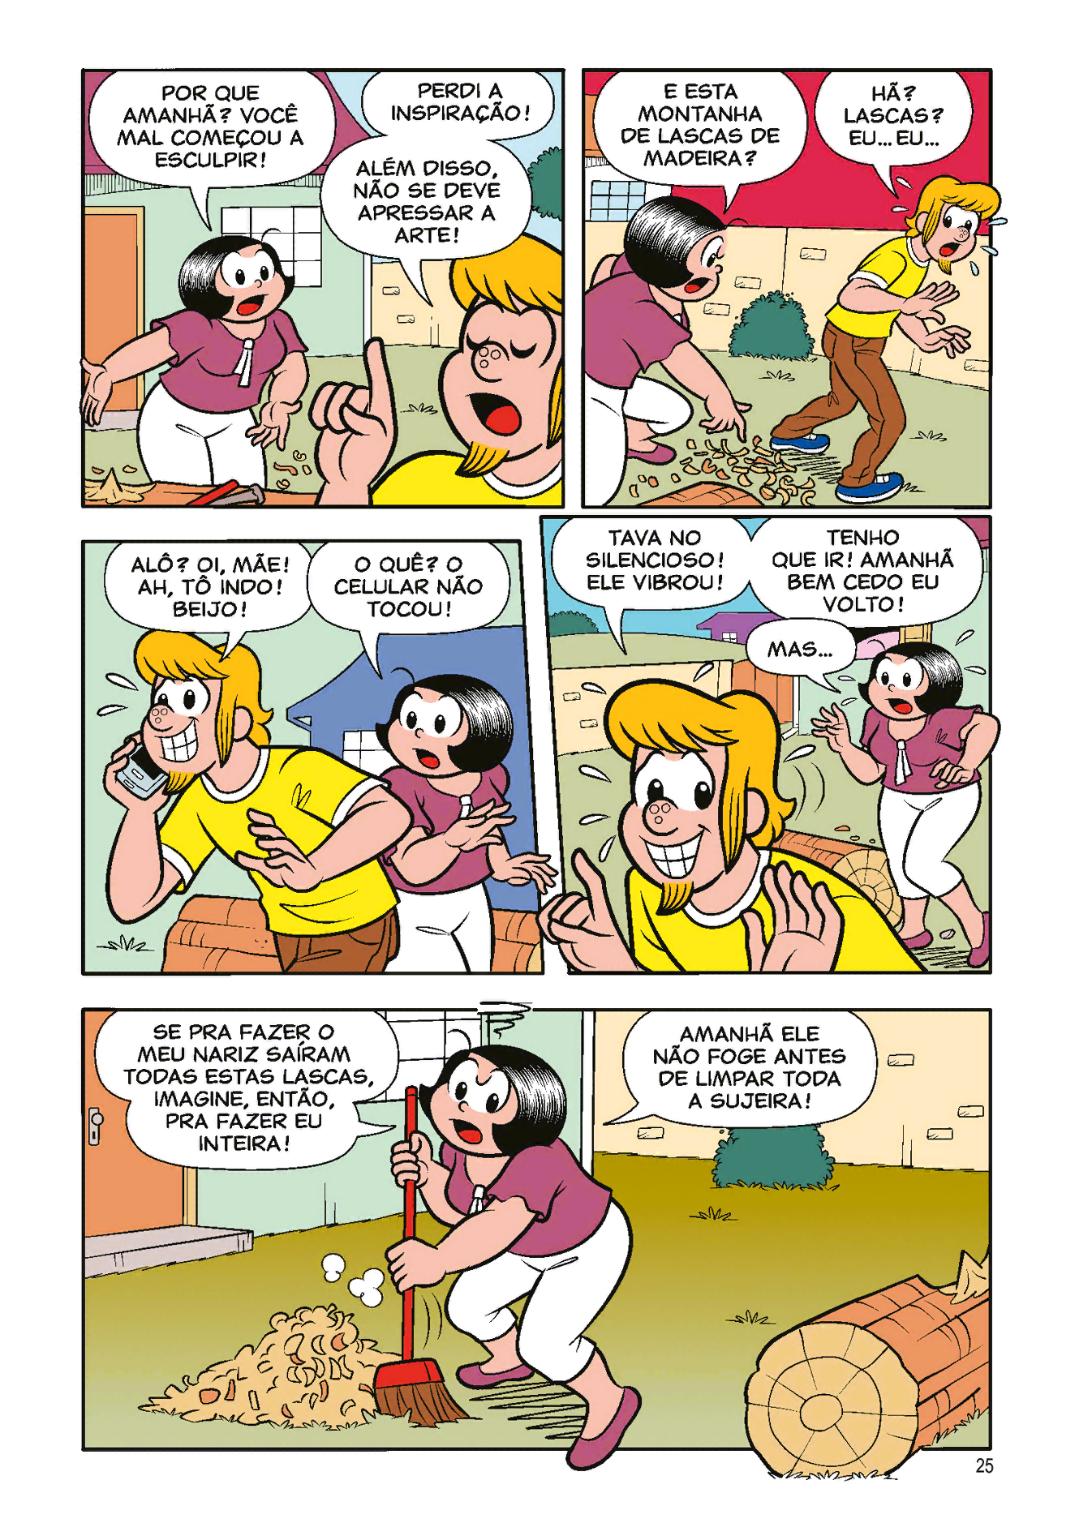 POR QUE
AMANHÃ? VOCÊ
MAL COMEÇOU A
ESCULPIR!
PERDI A
INSPIRAÇÃO!
ALÉM DISSO,
NÃO SE DEVE
APRESSAR A
ARTE!
E ESTA
MONTANHA
DE LASCAS DE
MADEIRA?
HÃ?
LASCAS?
EU... EU...
ALÔ? OI, MÃE!
AH, TÔ INDO!
BEIJO!
O QUÊ? O
CELULAR NÃO
TOCOU!
TAVA NO
SILENCIOSO!
ELE VIBROU!
TENHO
QUE IR! AMANHÃ
BEM CEDO EU
VOLTO!
MAS...
SE PRA FAZER O
MEU NARIZ SAÍRAM
TODAS ESTAS LASCAS,
IMAGINE, ENTÃO,
PRA FAZER EU
INTEIRA!
AMANHÃ ELE
NÃO FOGE ANTES
DE LIMPAR TODA
A SUJEIRA!
25